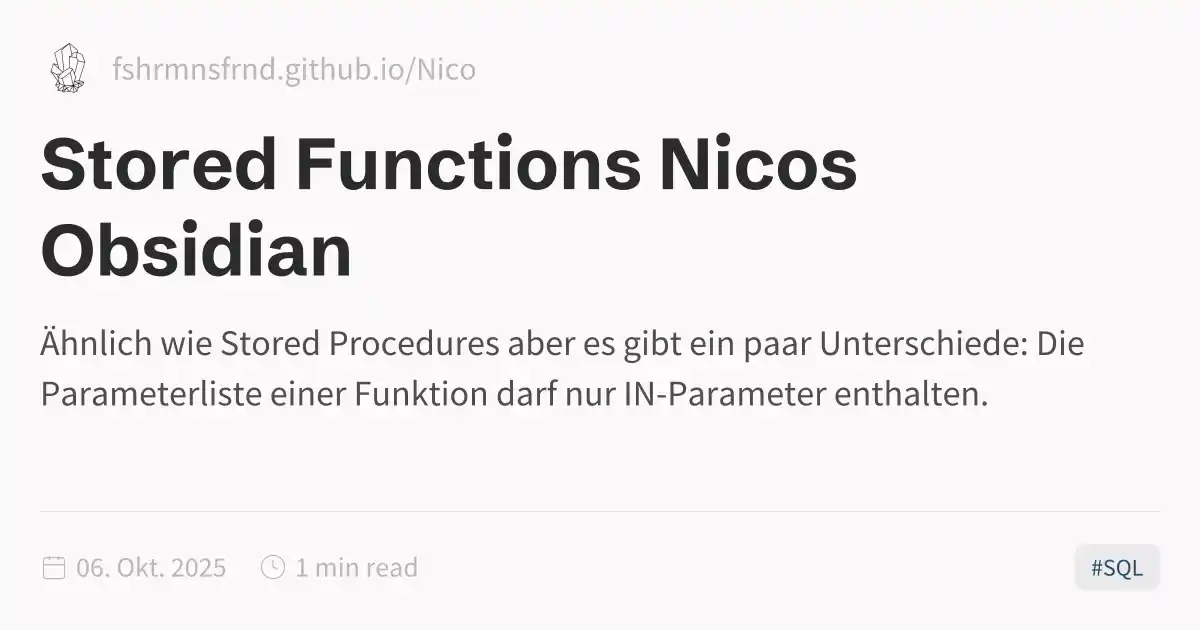 fshrmnsfrnd.github.io/Nico
Stored Functions Nicos
Obsidian
Ähnlich wie Stored Procedures aber es gibt ein paar Unterschiede: Die
Parameterliste einer Funktion darf nur IN-Parameter enthalten.
06. Okt. 2025 1 min read #SQL